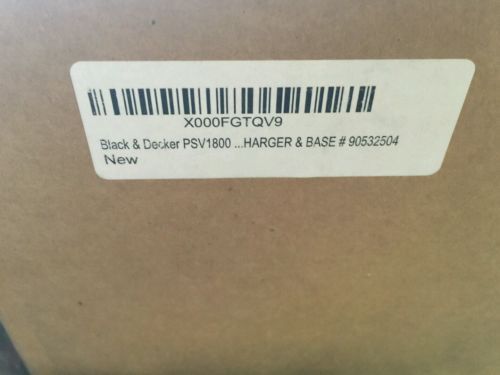 X000FGTQV9
Black & Decker PSV1800 ...HARGER & BASE # 90532504
New